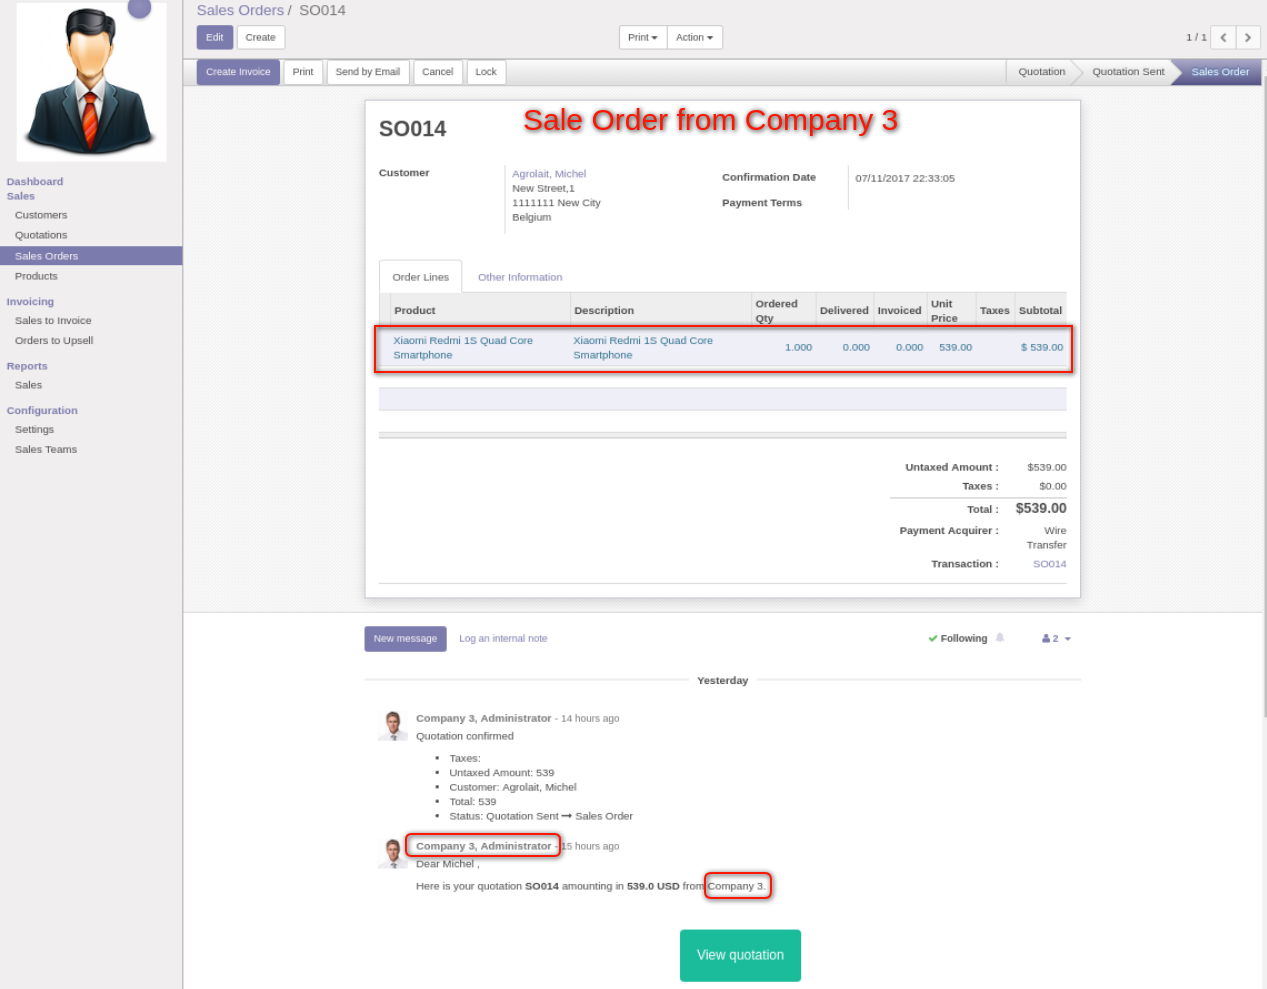 Sales Orders / SO014
Edit Create Print Action 1 / 1
Create Invoice Print Send by Email Cancel Lock Quotation Quotation Sent Sales Order
Dashboard
Sales
Customers
Quotations
Sales Orders
Products
Invoicing
Sales to Invoice
Orders to Upsell
Reports
Sales
Configuration
Settings
Sales Teams
SO014 Sale Order from Company 3
Customer
Agrolait, Michel
New Street,1
1111111 New City
Belgium
Confirmation Date 07/11/2017 22:33:05
Payment Terms
Order Lines Other Information
Product Description Ordered Qty Delivered Invoiced Unit Price Taxes Subtotal
Xiaomi Redmi 1S Quad Core Smartphone Xiaomi Redmi 1S Quad Core Smartphone 1.000 0.000 0.000 539.00 $ 539.00
Untaxed Amount : $539.00
Taxes : $0.00
Total : $539.00
Payment Acquirer : Wire Transfer
Transaction : SO014
New message Log an internal note Following 2
Yesterday
Company 3, Administrator - 14 hours ago
Quotation confirmed
• Taxes:
• Untaxed Amount: 539
• Customer: Agrolait, Michel
• Total: 539
• Status: Quotation Sent → Sales Order
Company 3, Administrator - 15 hours ago
Dear Michel ,
Here is your quotation SO014 amounting in 539.0 USD from Company 3.
View quotation